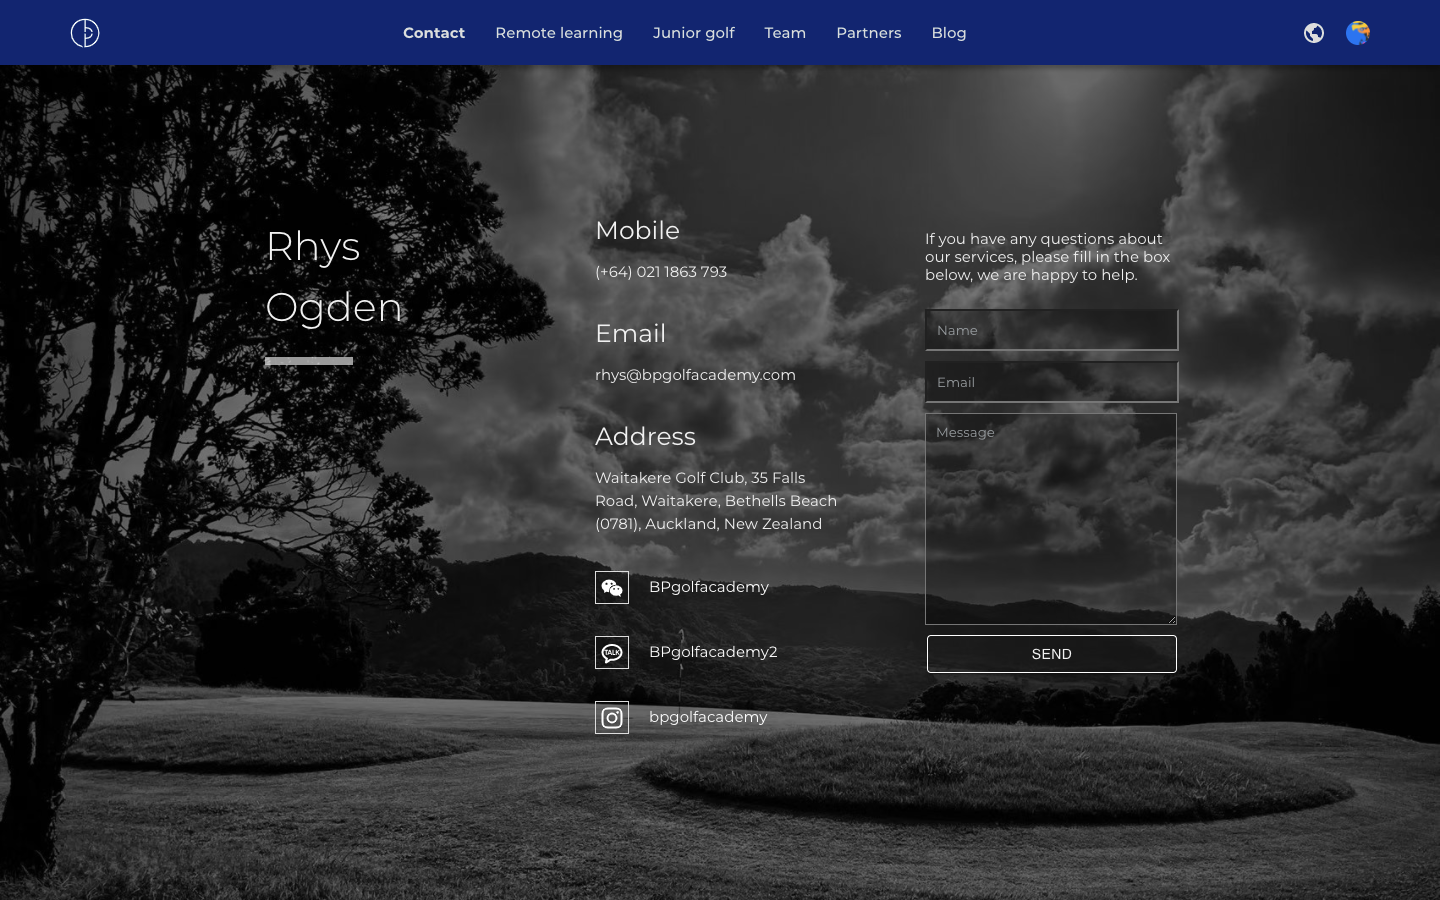 Contact
Remote learning
Junior golf
Team
Partners
Blog
Rhys
Ogden
Mobile
(+64) 021 1863 793
Email
rhys@bpgolfacademy.com
Address
Waitakere Golf Club, 35 Falls
Road, Waitakere, Bethells Beach
(0781), Auckland, New Zealand
BPgolfacademy
TALK
BPgolfacademy2
bpgolfacademy
If you have any questions about
our services, please fill in the box
below, we are happy to help.
Name
Email
Message
SEND